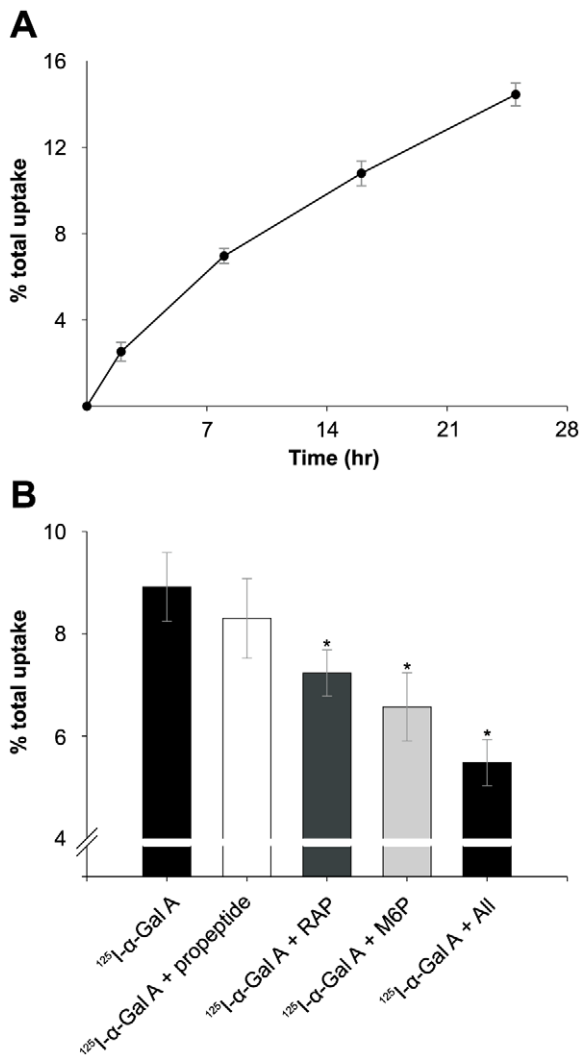 A
16
12
8
4
% total uptake
7
14
21
28
Time (hr)
B
10
8
6
4
% total uptake
*
*
*
¹²⁵I-α-Gal A
¹²⁵I-α-Gal A + propeptide
¹²⁵I-α-Gal A + RAP
¹²⁵I-α-Gal A + M6P
¹²⁵I-α-Gal A + All